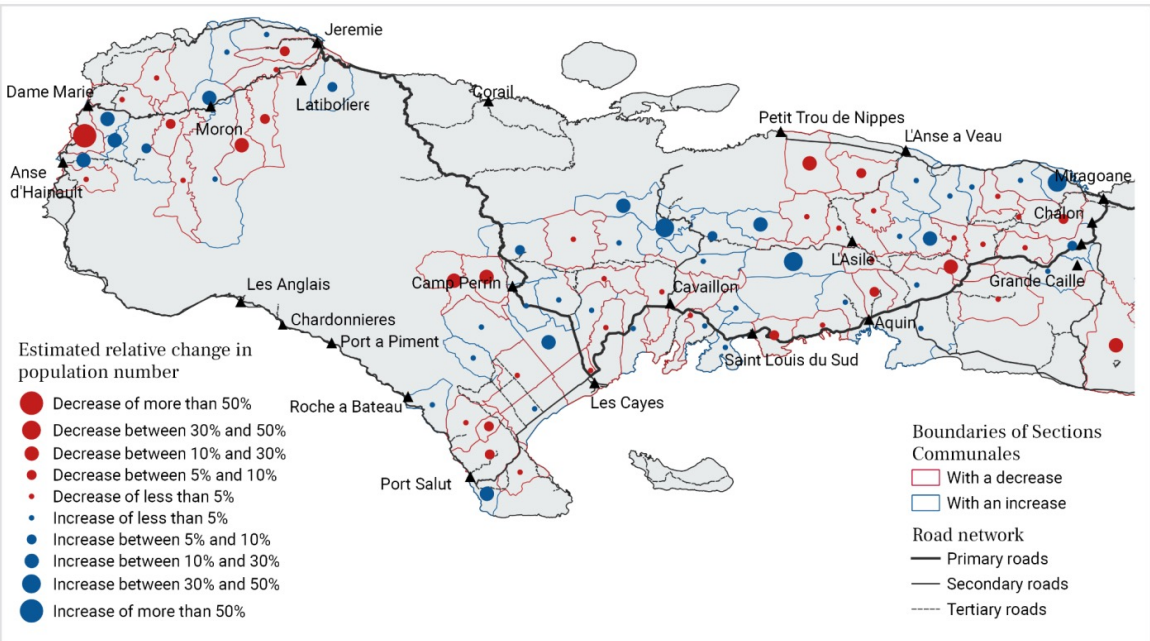 Jeremie
Dame Marie
Latiboliere
Corail
Moron
Petit Trou de Nippes
L'Anse a Veau
Anse
d'Hainault
Miragoane
Chalon
L'Asile
Camp Perrin
Cavaillon
Grande Caille
Les Anglais
Chardonnieres
Aquin
Port a Piment
Saint Louis du Sud
Roche a Bateau
Les Cayes
Port Salut
Estimated relative change in
population number
Decrease of more than 50%
Decrease between 30% and 50%
Decrease between 10% and 30%
Decrease between 5% and 10%
Decrease of less than 5%
Increase of less than 5%
Increase between 5% and 10%
Increase between 10% and 30%
Increase between 30% and 50%
Increase of more than 50%
Boundaries of Sections
Communales
With a decrease
With an increase
Road network
Primary roads
Secondary roads
Tertiary roads